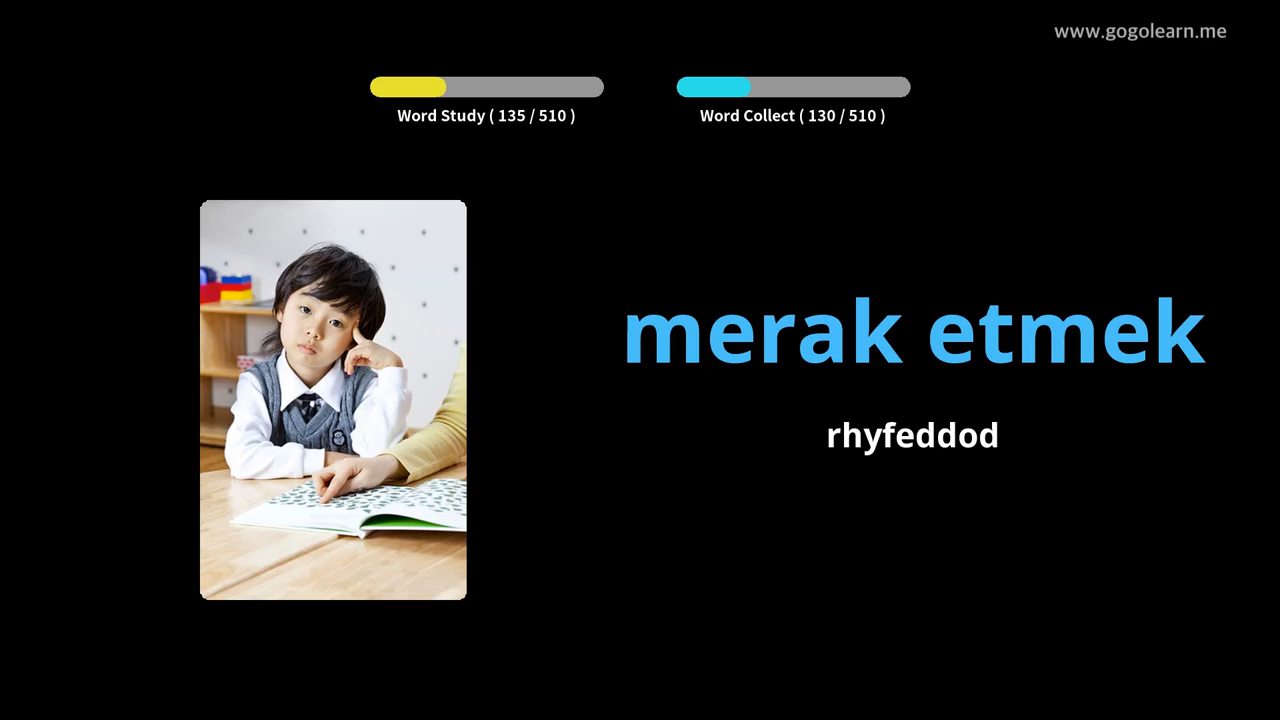 www.gogolearn.me
Word Study ( 135 / 510 )
Word Collect ( 130 / 510 )
merak etmek
rhyfeddod